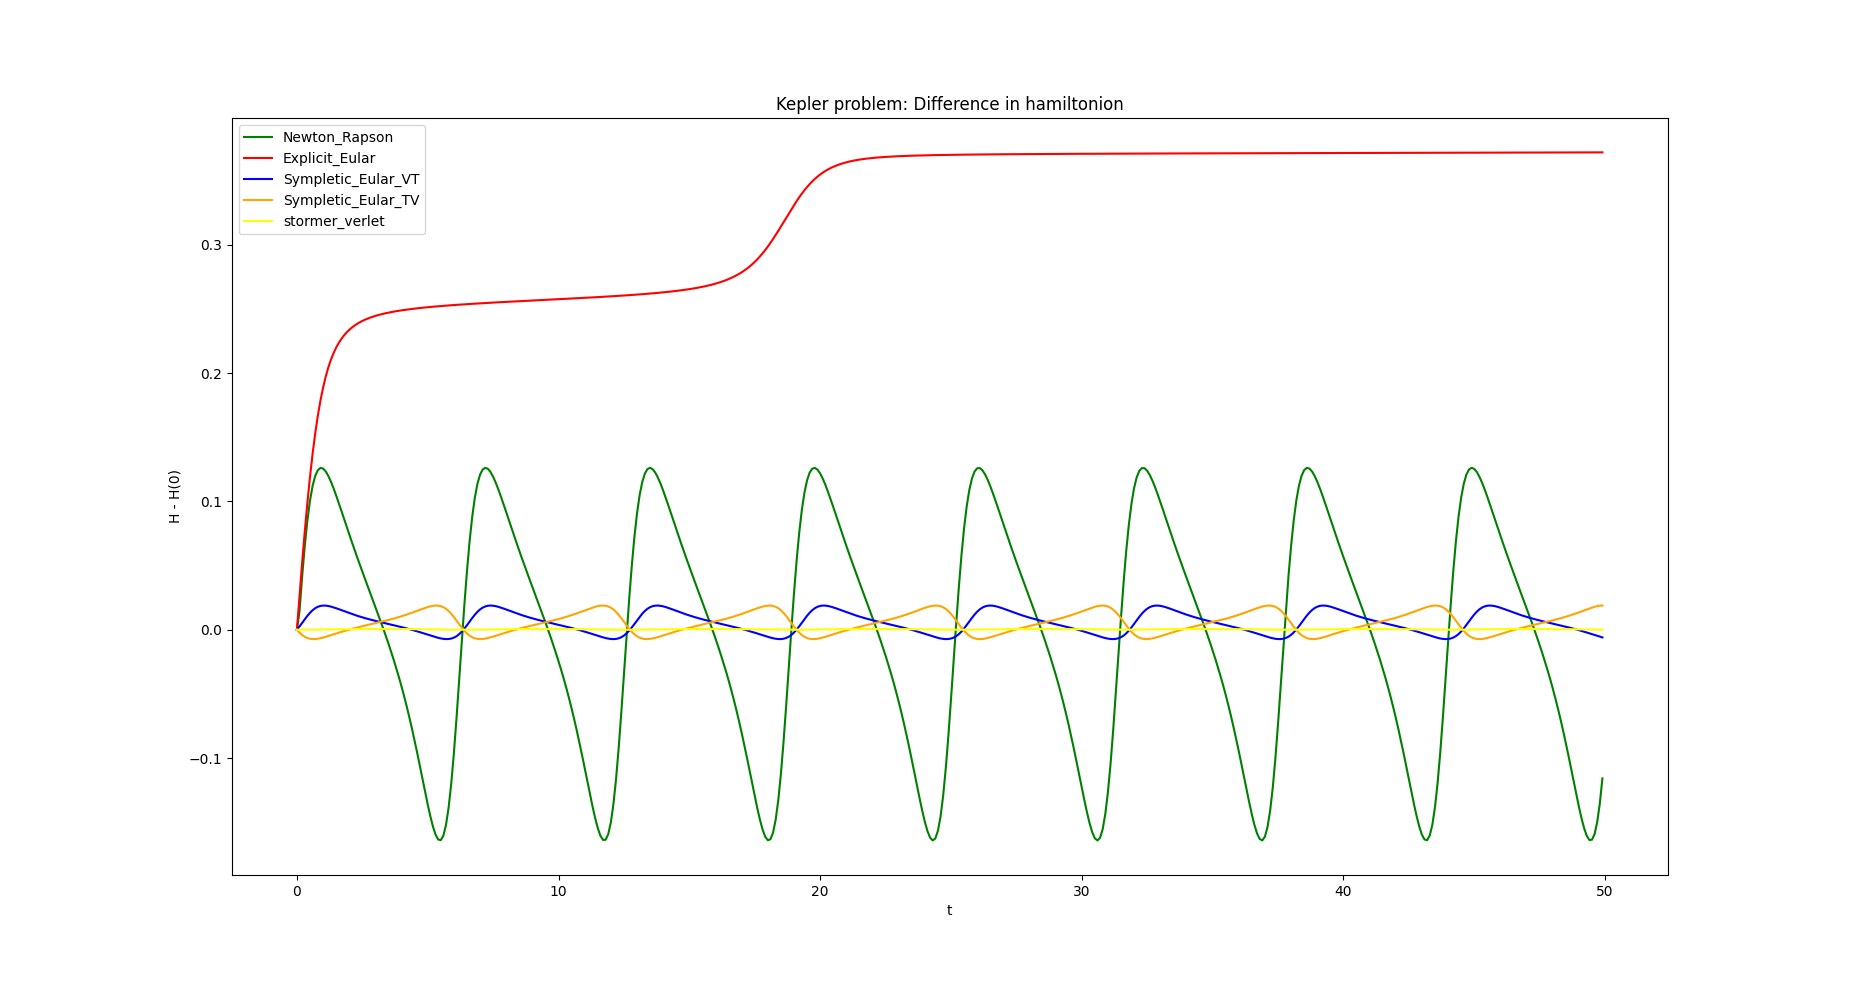 Kepler problem: Difference in hamiltonion
Newton_Rapson
Explicit_Eular
Sympletic_Eular_VT
Sympletic_Eular_TV
stormer_verlet
H - H(0)
0.3
0.2
0.1
0.0
−0.1
0 10 20 30 40 50
t